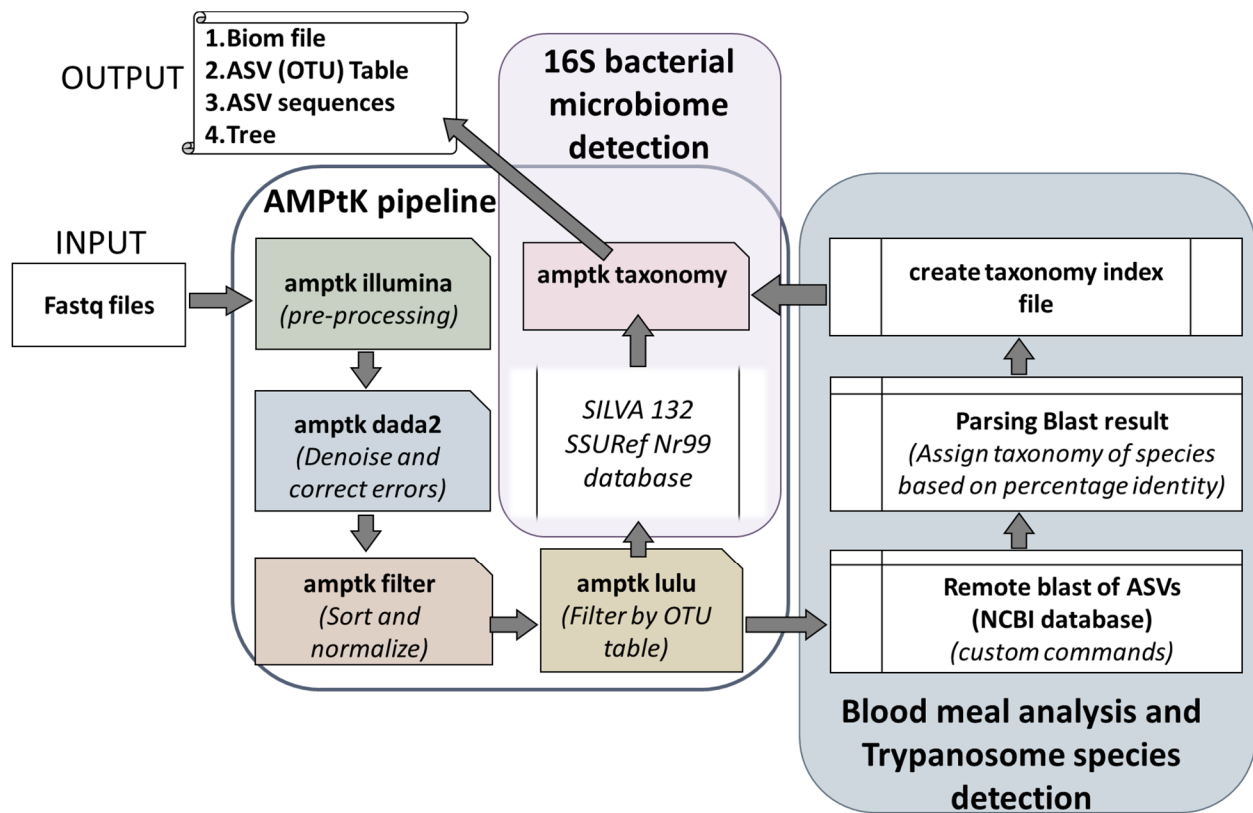 OUTPUT
1.Biom file
2.ASV (OTU) Table
3.ASV sequences
4.Tree
16S bacterial
microbiome
detection
AMPtK pipeline
INPUT
Fastq files
amptk illumina
(pre-processing)
amptk dada2
(Denoise and
correct errors)
amptk filter
(Sort and
normalize)
amptk lulu
(Filter by OTU
table)
SILVA 132
SSURef Nr99
database
amptk taxonomy
create taxonomy index
file
Parsing Blast result
(Assign taxonomy of species
based on percentage identity)
Remote blast of ASVs
(NCBI database)
(custom commands)
Blood meal analysis and
Trypanosome species
detection